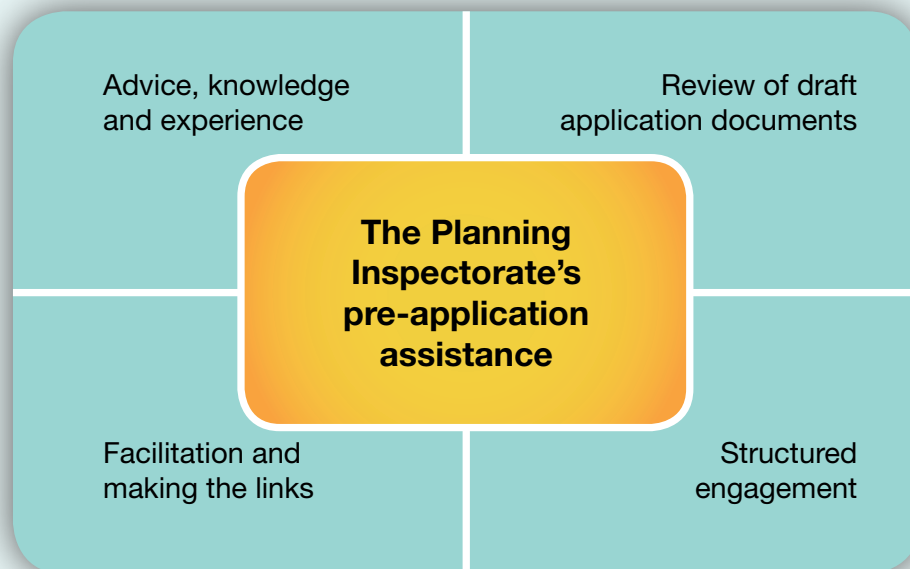 Advice, knowledge
and experience
Review of draft
application documents
The Planning
Inspectorate’s
pre-application
assistance
Facilitation and
making the links
Structured
engagement